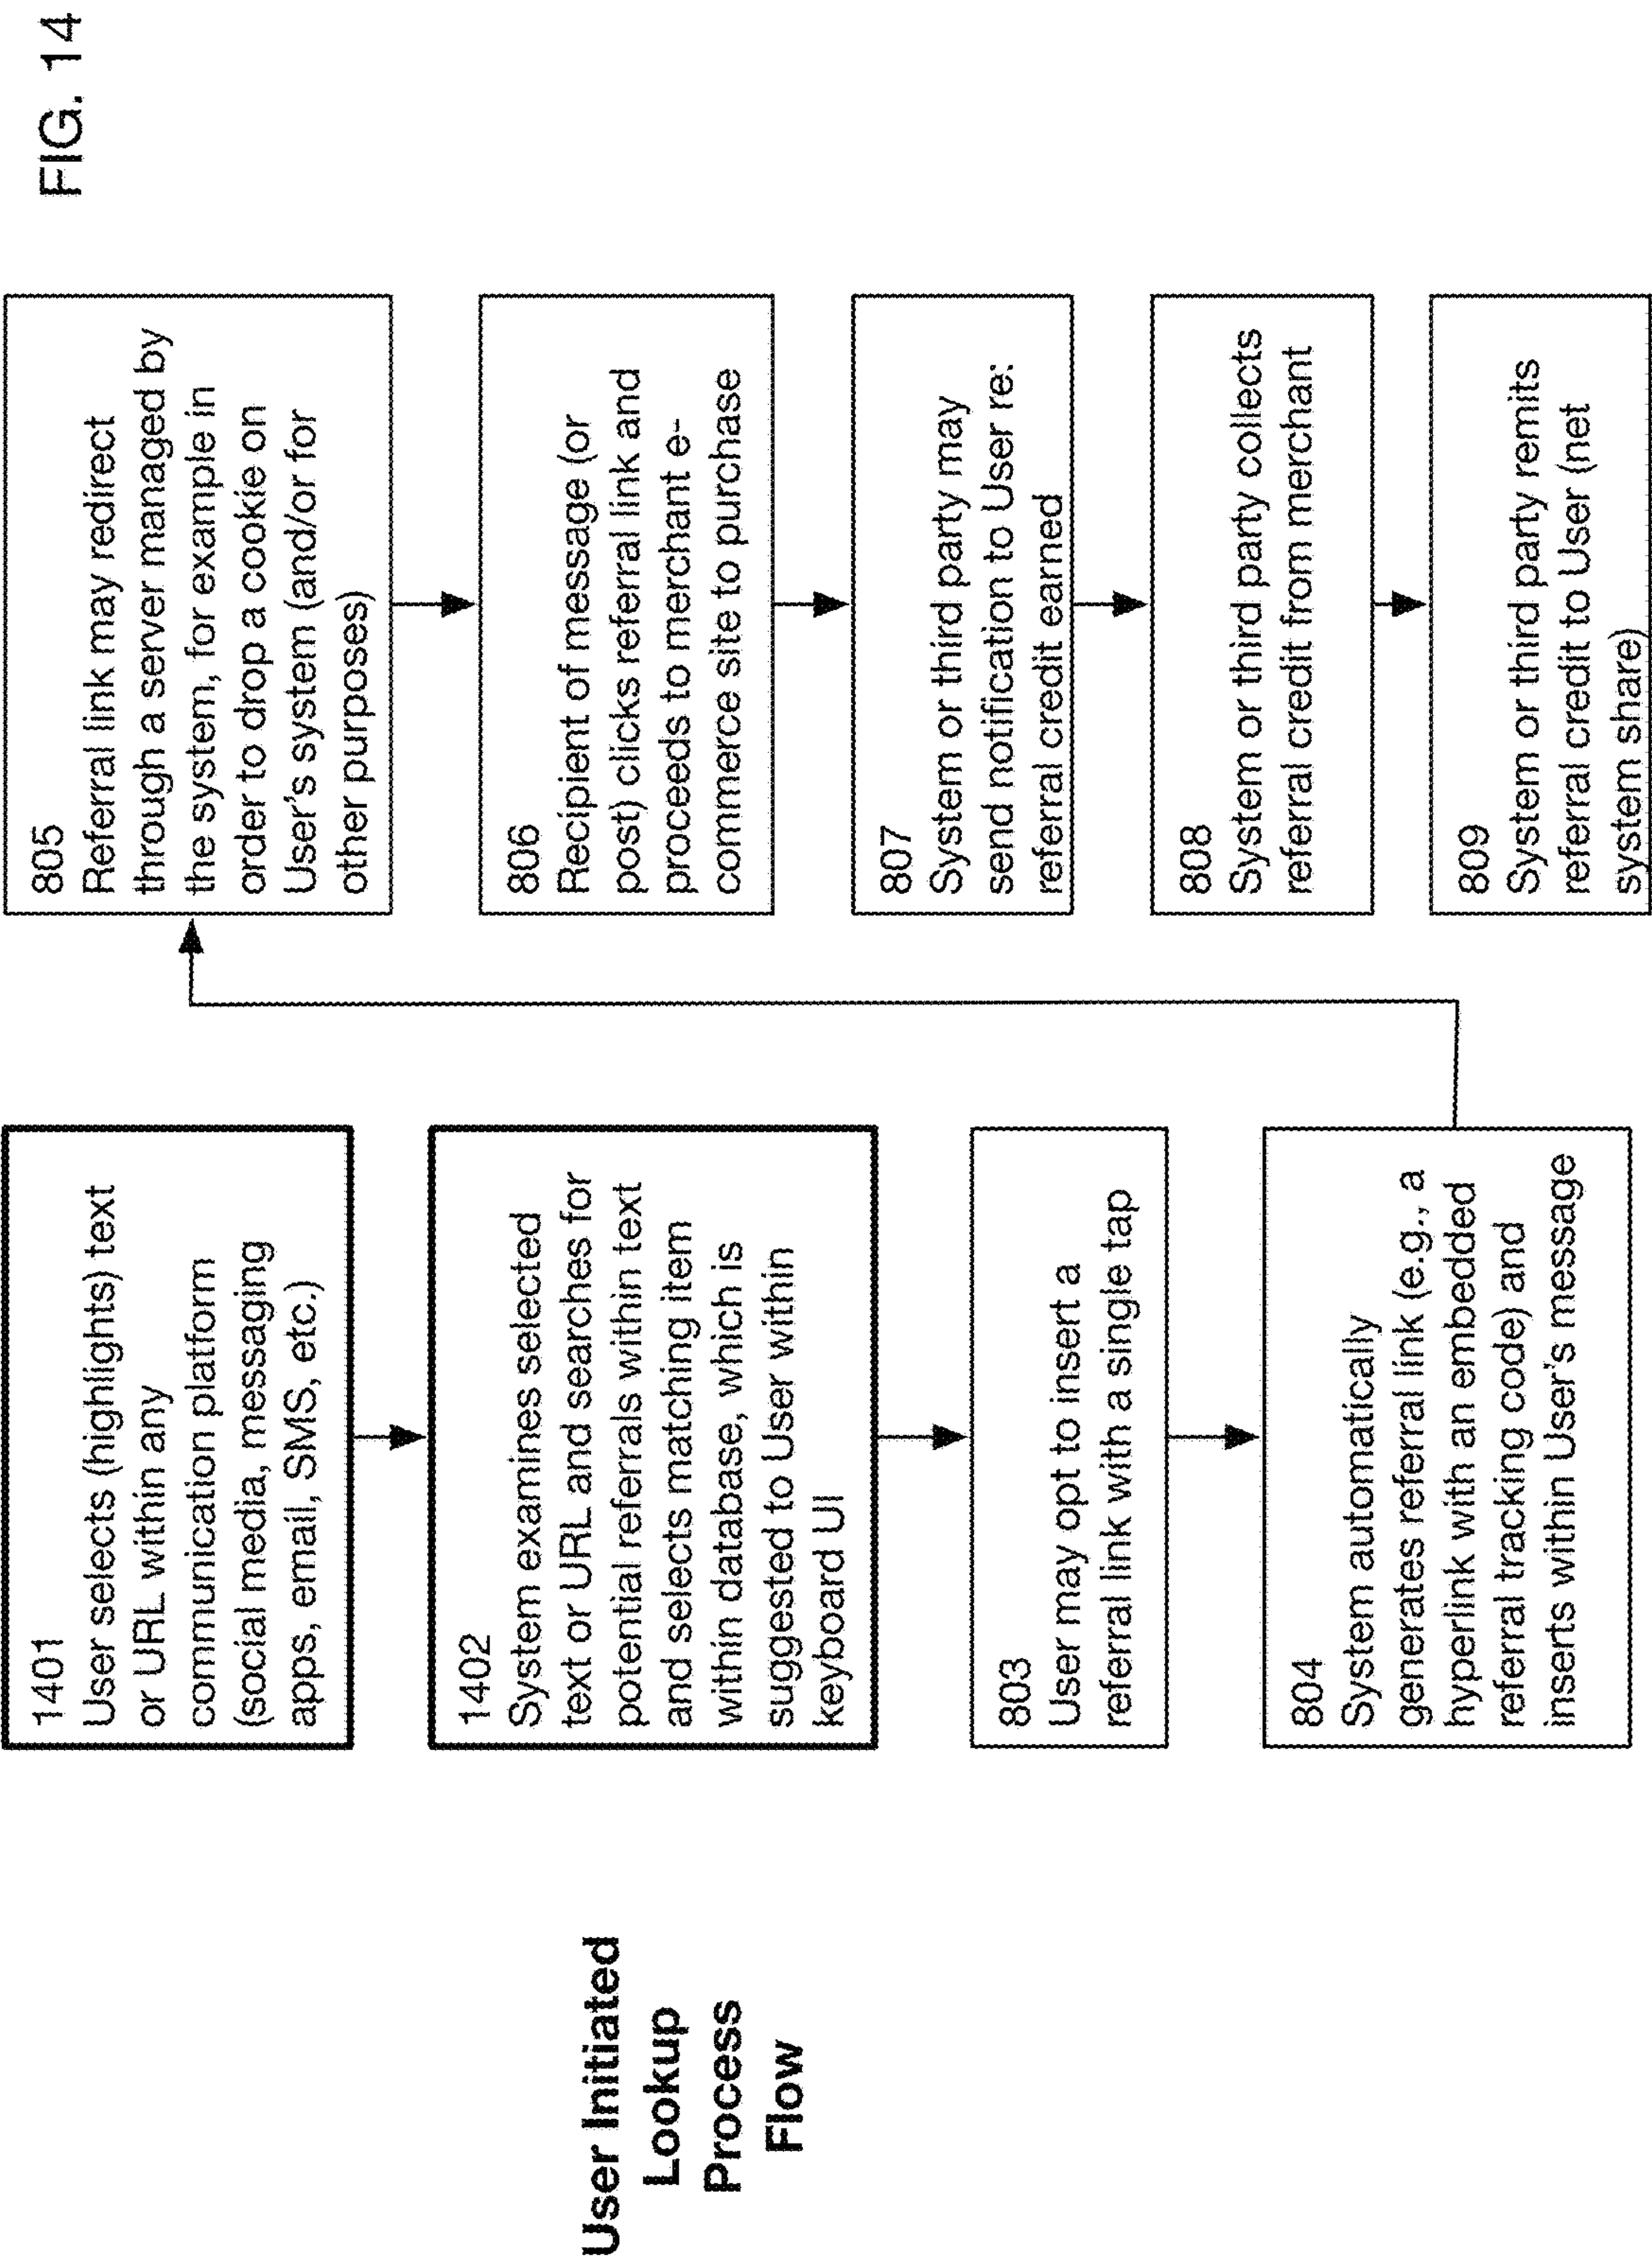 FIG. 14
User Initiated
Lookup
Process
Flow
1401
User selects (highlights) text
or URL within any
communication platform
(social media, messaging
apps, email, SMS, etc.)
1402
System examines selected
text or URL and searches for
potential referrals within text
and selects matching item
within database, which is
suggested to User within
keyboard UI
803
User may opt to insert a
referral link with a single tap
804
System automatically
generates referral link (e.g., a
hyperlink with an embedded
referral tracking code) and
inserts within User's message
805
Referral link may redirect
through a server managed by
the system, for example in
order to drop a cookie on
User's system (and/or for
other purposes)
806
Recipient of message (or
post) clicks referral link and
proceeds to merchant e-
commerce site to purchase
807
System or third party may
send notification to User re:
referral credit earned
808
System or third party collects
referral credit from merchant
809
System or third party remits
referral credit to User (net
system share)